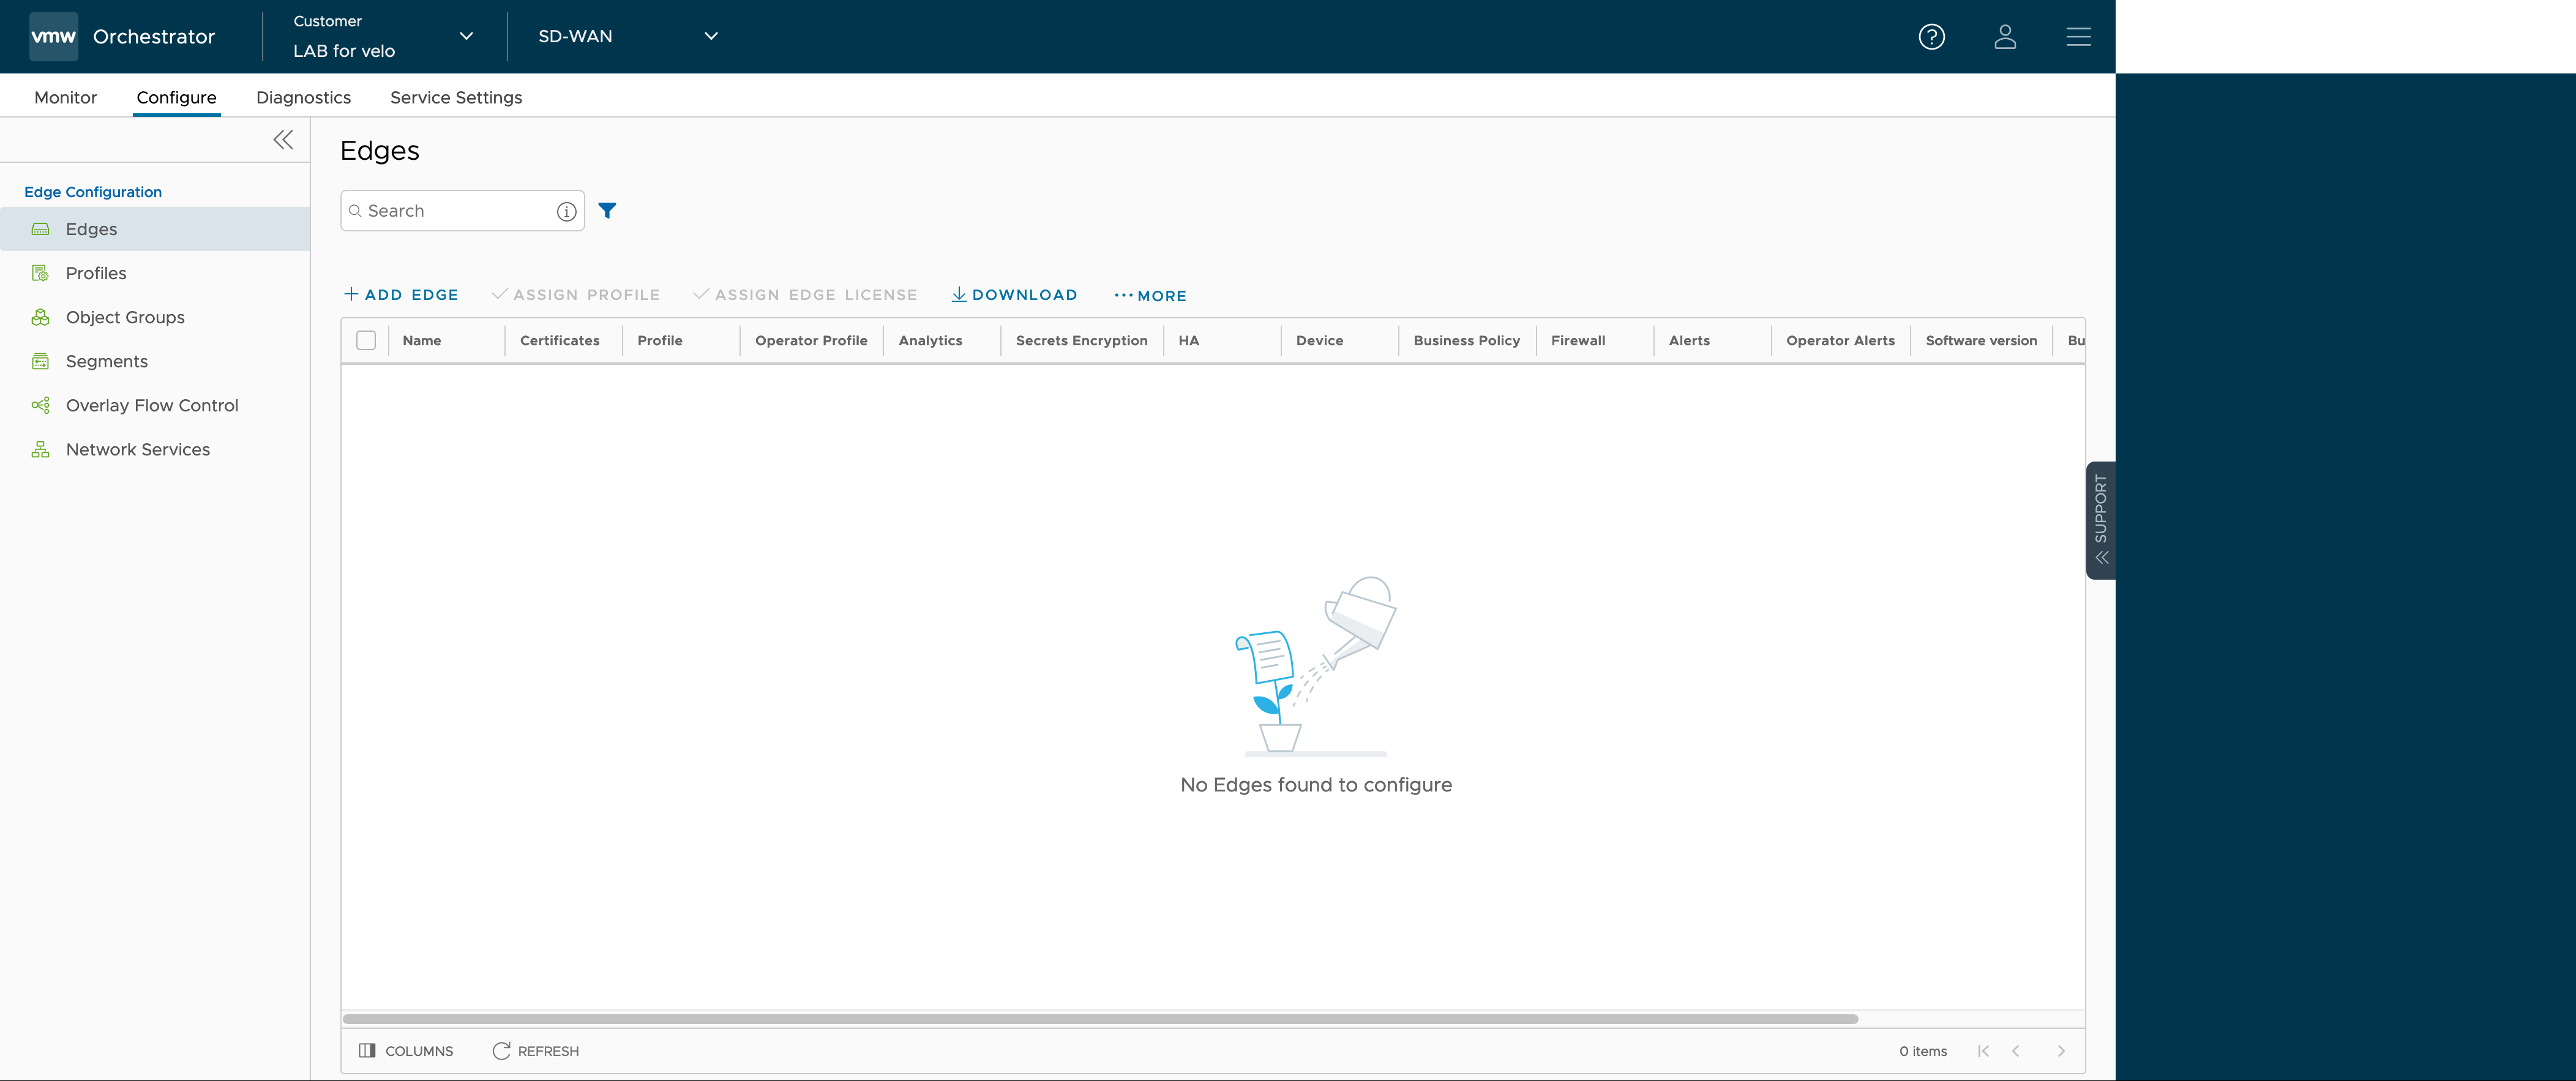 vmw Orchestrator
Customer
LAB for velo
SD-WAN
Monitor Configure Diagnostics Service Settings
Edge Configuration
Edges
Profiles
Object Groups
Segments
Overlay Flow Control
Network Services
Edges
Search
ADD EDGE ASSIGN PROFILE ASSIGN EDGE LICENSE DOWNLOAD MORE
Name Certificates Profile Operator Profile Analytics Secrets Encryption HA Device Business Policy Firewall Alerts Operator Alerts Software version Bu
No Edges found to configure
SUPPORT
COLUMNS REFRESH 0 items